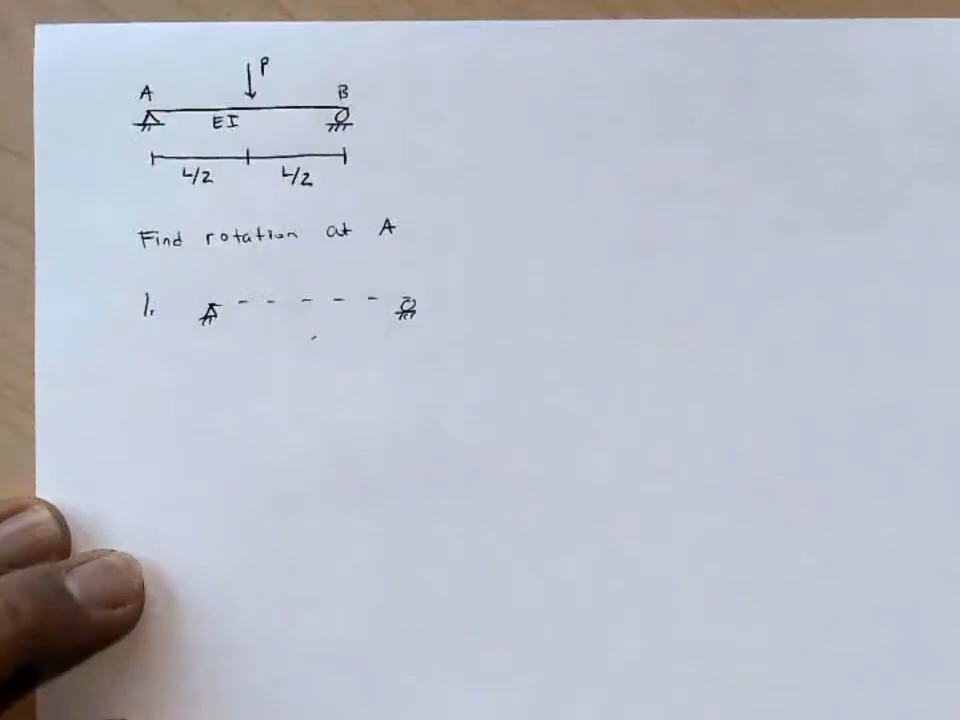 P
A B
EI
L/2 L/2
Find rotation at A
1.